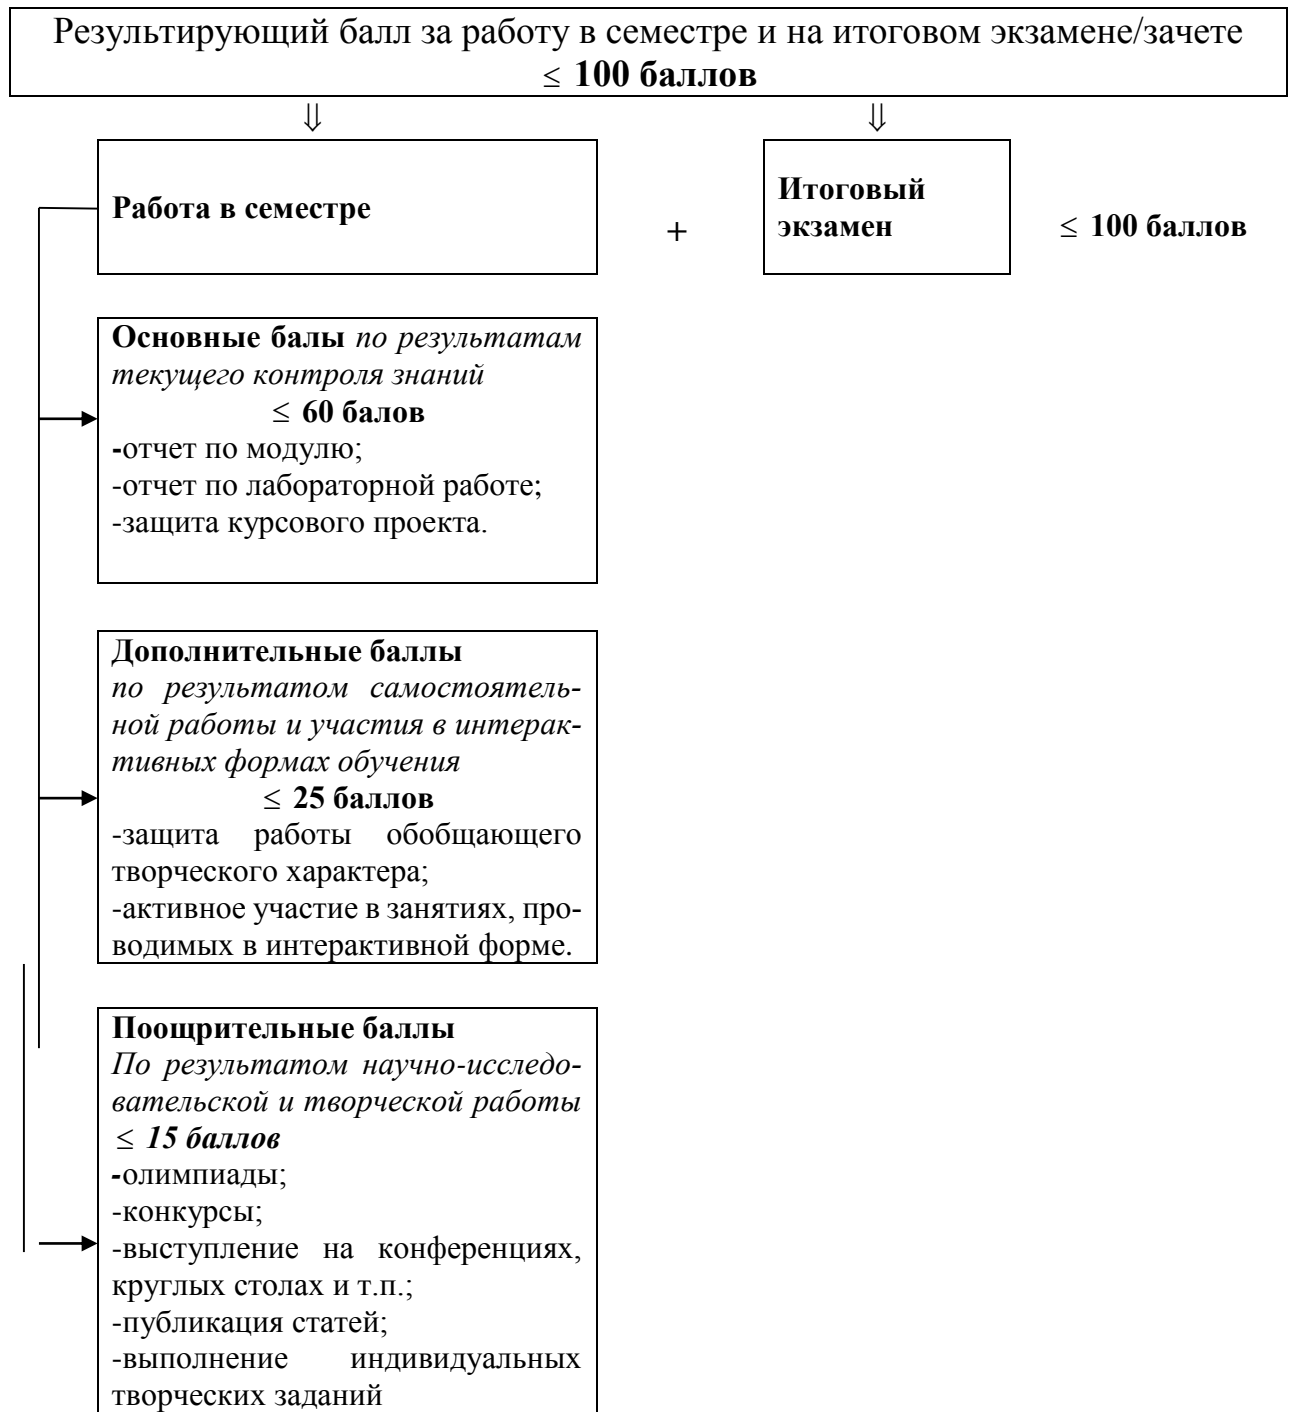 Результирующий балл за работу в семестре и на итоговом экзамене/зачете
≤ 100 баллов
⇓ ⇓
Работа в семестре
+
Итоговый
экзамен
≤ 100 баллов
Основные балы по результатам
текущего контроля знаний
≤ 60 балов
-отчет по модулю;
-отчет по лабораторной работе;
-защита курсового проекта.
Дополнительные баллы
по результатом самостоятель-
ной работы и участия в интерак-
тивных формах обучения
≤ 25 баллов
-защита работы обобщающего
творческого характера;
-активное участие в занятиях, про-
водимых в интерактивной форме.
Поощрительные баллы
По результатом научно-исследо-
вательской и творческой работы
≤ 15 баллов
-олимпиады;
-конкурсы;
-выступление на конференциях,
круглых столах и т.п.;
-публикация статей;
-выполнение индивидуальных
творческих заданий